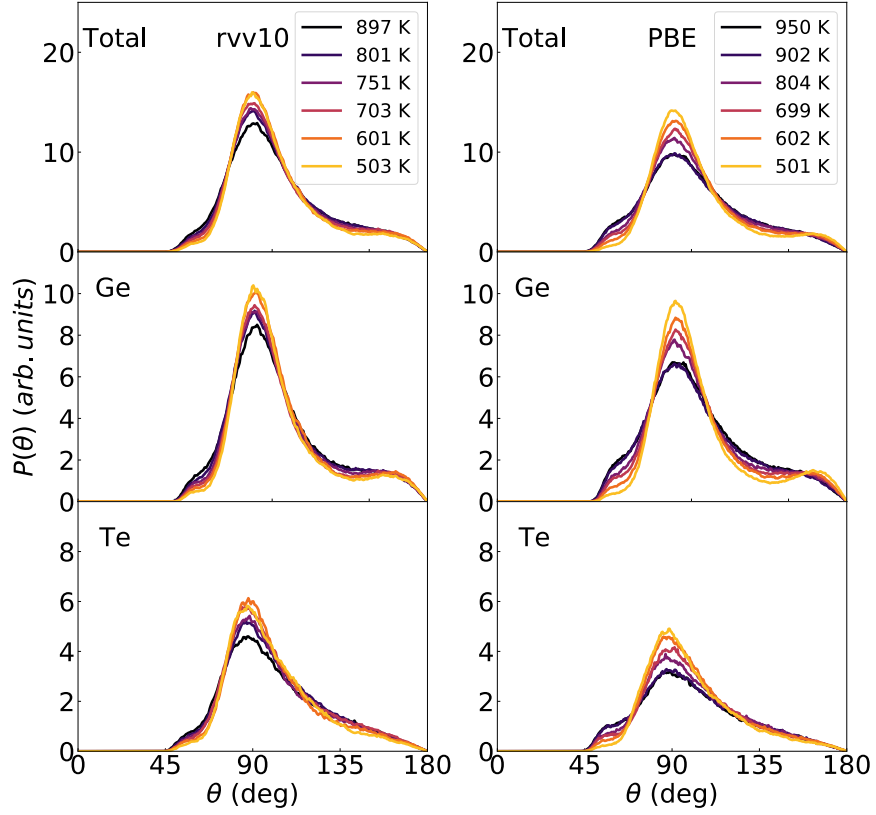 Total rvv10
897 K
801 K
751 K
703 K
601 K
503 K
20
10
0
Total PBE
950 K
902 K
804 K
699 K
602 K
501 K
20
10
0
P(θ) (arb. units)
Ge
10
8
6
4
2
0
Ge
10
8
6
4
2
0
Te
8
6
4
2
0
0 45 90 135 180
θ (deg)
Te
8
6
4
2
0
0 45 90 135 180
θ (deg)